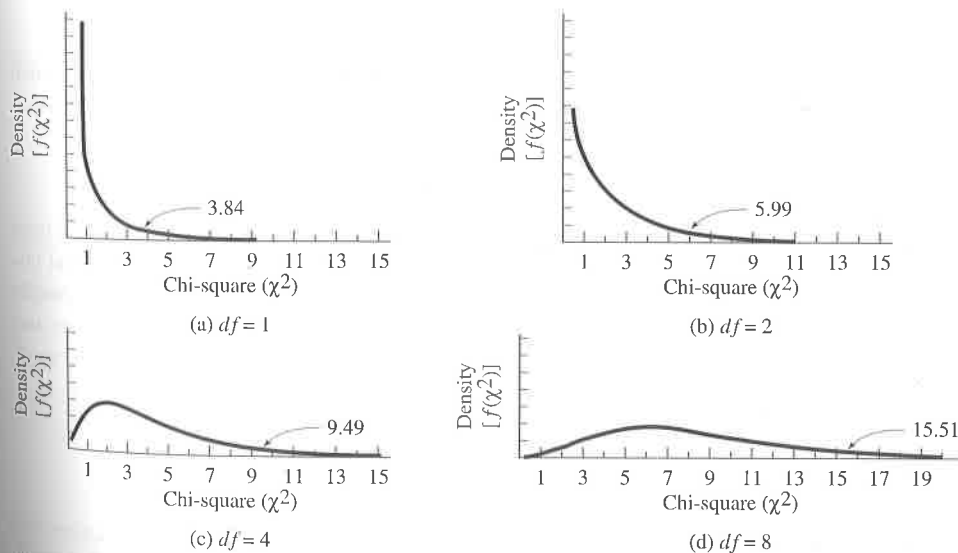 Density
[f(χ²)]
3.84
1 3 5 7 9 11 13 15
Chi-square (χ²)
(a) df = 1
Density
[f(χ²)]
5.99
1 3 5 7 9 11 13 15
Chi-square (χ²)
(b) df = 2
Density
[f(χ²)]
9.49
1 3 5 7 9 11 13 15
Chi-square (χ²)
(c) df = 4
Density
[f(χ²)]
15.51
1 3 5 7 9 11 13 15 17 19
Chi-square (χ²)
(d) df = 8